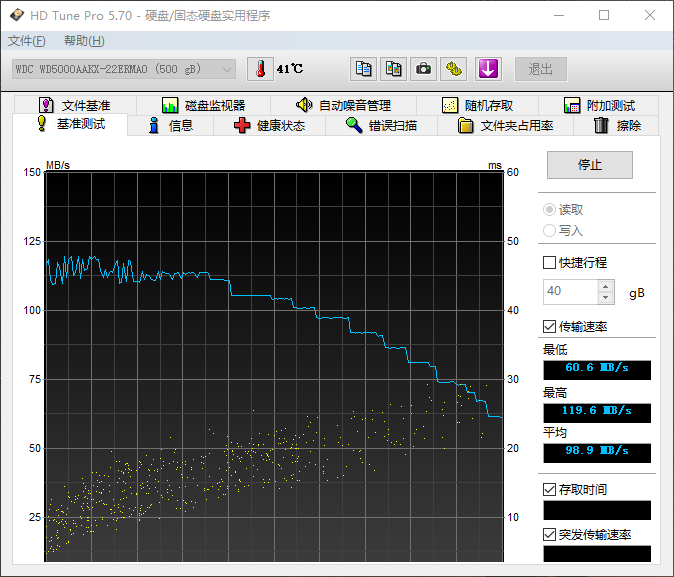 HD Tune Pro 5.70 - 硬盘/固态硬盘实用程序
文件(F) 帮助(H)
WDC WD5000AAKX-22ERMA0 (500 gB) 41℃ 退出
文件基准 磁盘监视器 自动噪音管理 随机存取 附加测试
基准测试 信息 健康状态 错误扫描 文件夹占用率 擦除
MB/s ms
150 60
125 50
100 40
75 30
50 20
25 10
停止
读取
写入
快捷行程
40 gB
传输速率
最低
60.6 MB/s
最高
119.6 MB/s
平均
98.9 MB/s
存取时间
突发传输速率